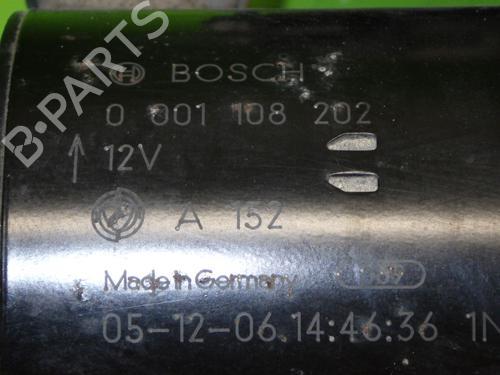 B-PARTS
BOSCH
0 001 108 202
12V
A 152
Made in Germany
05-12-06 14:46:36 1N